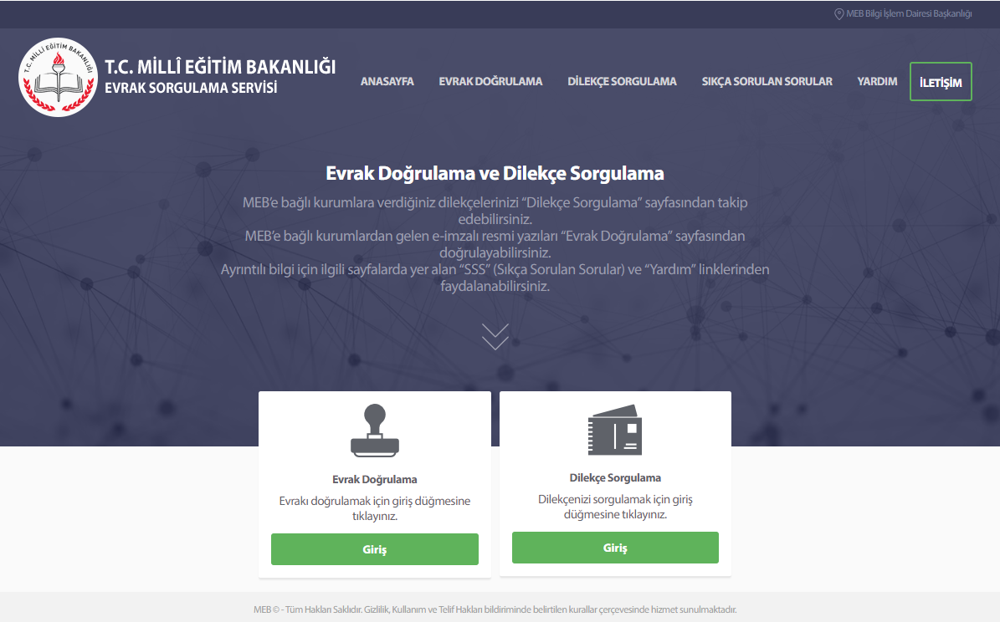 MEB Bilgi İşlem Dairesi Başkanlığı
T.C. MİLLÎ EĞİTİM BAKANLIĞI
T.C. MİLLÎ EĞİTİM BAKANLIĞI
EVRAK SORGULAMA SERVİSİ
ANASAYFA
EVRAK DOĞRULAMA
DİLEKÇE SORGULAMA
SIKÇA SORULAN SORULAR
YARDIM
İLETİŞİM
Evrak Doğrulama ve Dilekçe Sorgulama
MEB’e bağlı kurumlara verdiğiniz dilekçelerinizi “Dilekçe Sorgulama” sayfasından takip
edebilirsiniz.
MEB’e bağlı kurumlardan gelen e-imzalı resmi yazıları “Evrak Doğrulama” sayfasından
doğrulayabilirsiniz.
Ayrıntılı bilgi için ilgili sayfalarda yer alan “SSS” (Sıkça Sorulan Sorular) ve “Yardım” linklerinden
faydalanabilirsiniz.
Evrak Doğrulama
Evrakı doğrulamak için giriş düğmesine
tıklayınız.
Giriş
Dilekçe Sorgulama
Dilekçenizi sorgulamak için giriş
düğmesine tıklayınız.
Giriş
MEB © - Tüm Hakları Saklıdır. Gizlilik, Kullanım ve Telif Hakları bildiriminde belirtilen kurallar çerçevesinde hizmet sunulmaktadır.